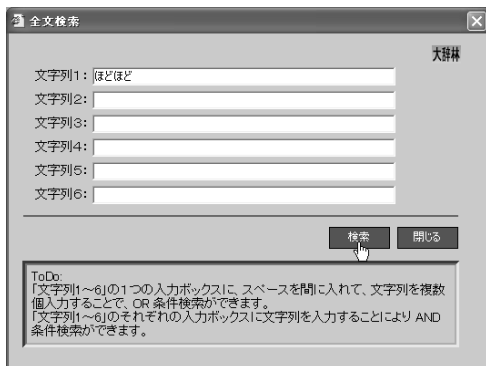 全文検索
大辞林
文字列1： ほどほど
文字列2：
文字列3：
文字列4：
文字列5：
文字列6：
検索 閉じる
ToDo:
「文字列1～6」の1つの入力ボックスに、スペースを間に入れて、文字列を複数
個入力することで、OR 条件検索ができます。
「文字列1～6」のそれぞれの入力ボックスに文字列を入力することにより AND
条件検索ができます。